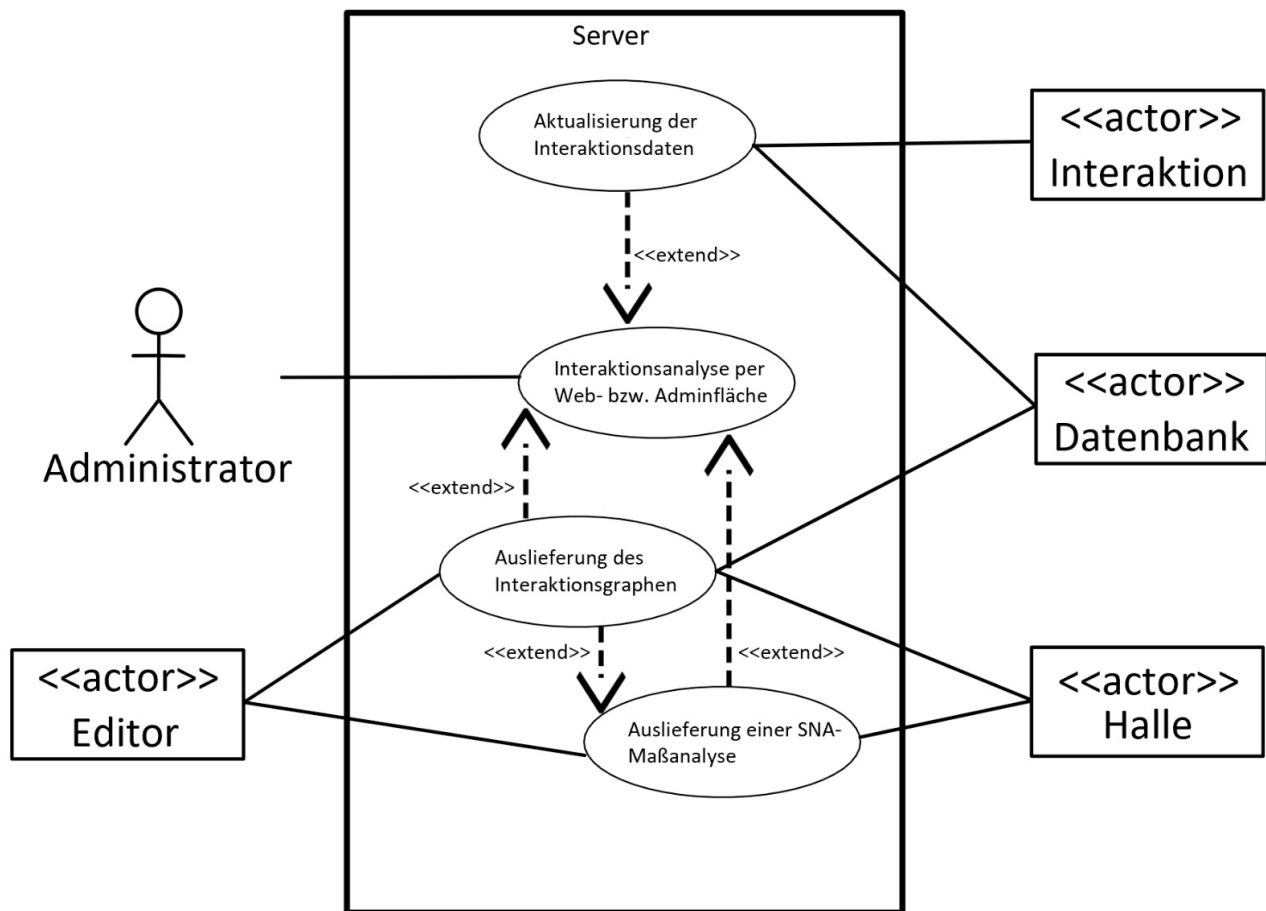 Server
Aktualisierung der
Interaktionsdaten
<<actor>>
Interaktion
<<extend>>
Interaktionsanalyse per
Web- bzw. Adminfläche
<<actor>>
Datenbank
Administrator
<<extend>>
Auslieferung des
Interaktionsgraphen
<<extend>>
<<extend>>
<<actor>>
Editor
Auslieferung einer SNA-
Maßanalyse
<<actor>>
Halle